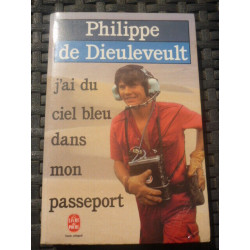 Philippe
de Dieuleveult
j'ai du
ciel bleu
dans
mon
passeport